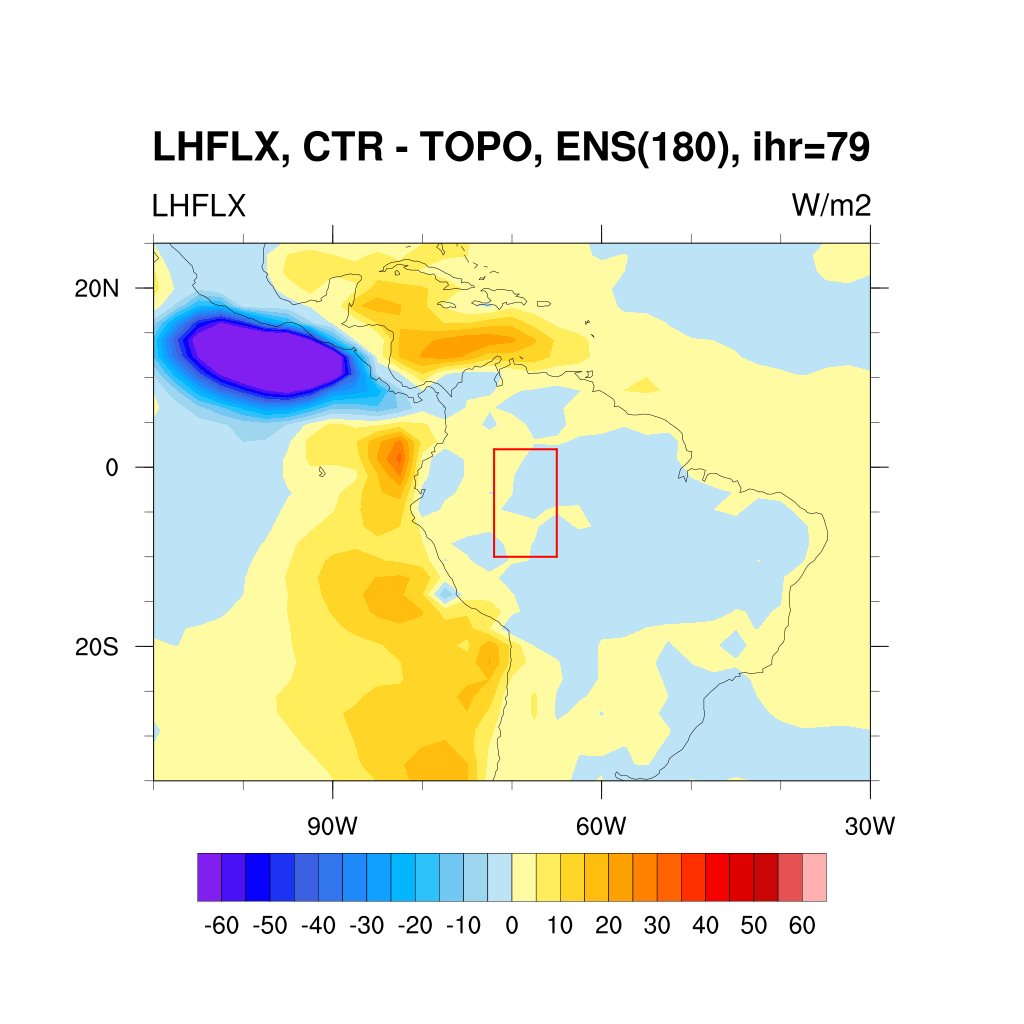 LHFLX, CTR - TOPO, ENS(180), ihr=79
LHFLX W/m2
20N
0
20S
90W 60W 30W
-60 -50 -40 -30 -20 -10 0 10 20 30 40 50 60